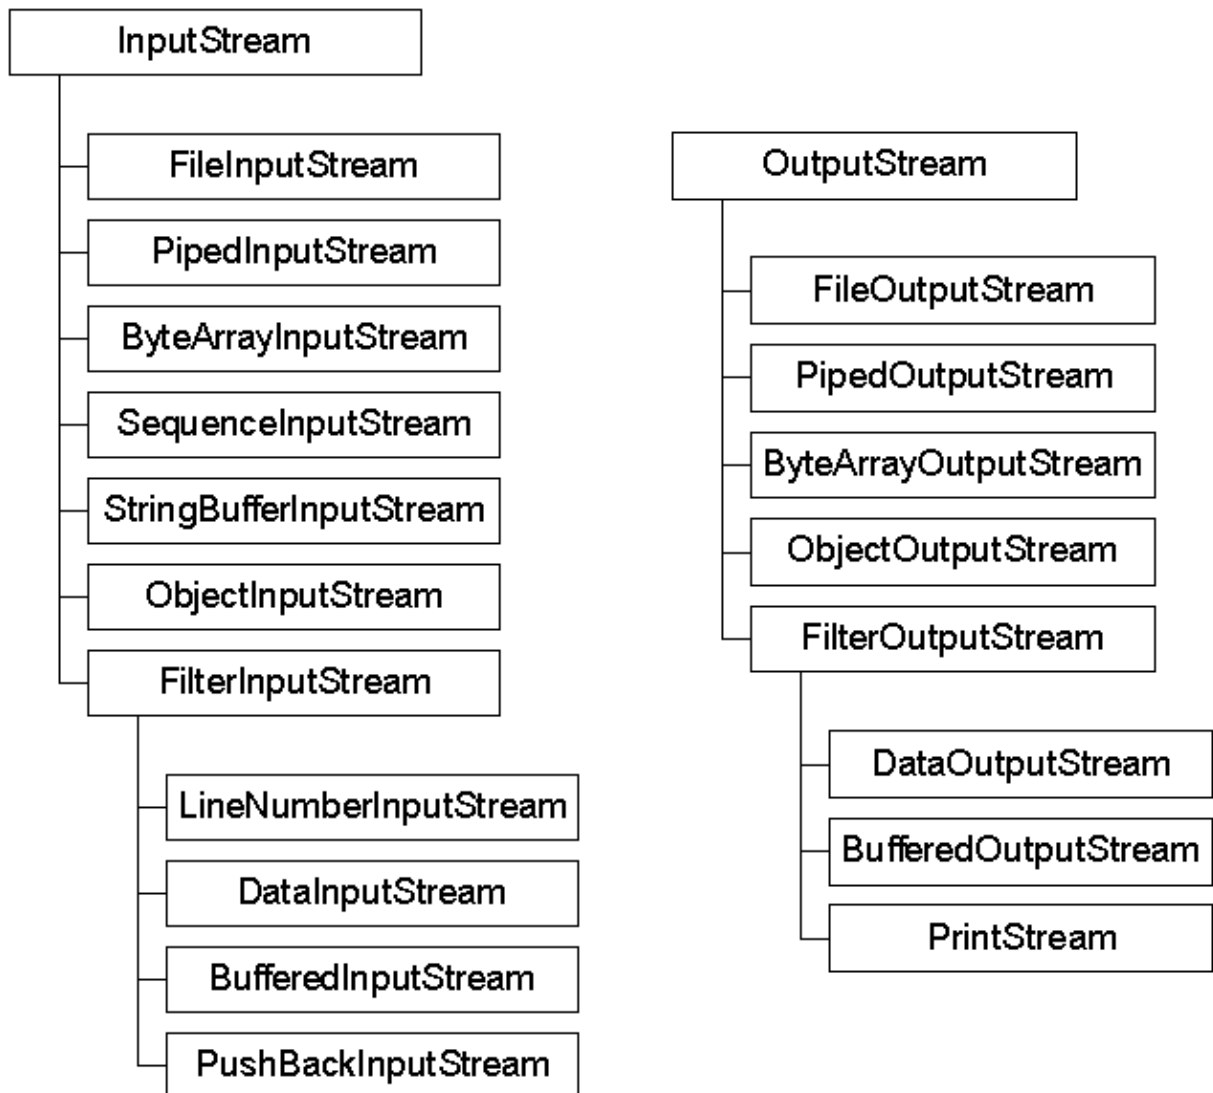 InputStream
FileInputStream
PipedInputStream
ByteArrayInputStream
SequenceInputStream
StringBufferInputStream
ObjectInputStream
FilterInputStream
LineNumberInputStream
DataInputStream
BufferedInputStream
PushBackInputStream
OutputStream
FileOutputStream
PipedOutputStream
ByteArrayOutputStream
ObjectOutputStream
FilterOutputStream
DataOutputStream
BufferedOutputStream
PrintStream